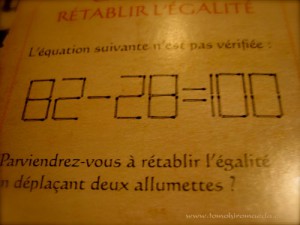 RÉTABLIR L'ÉGALITÉ
L'équation suivante n'est pas vérifiée :
82-28=100
Parviendrez-vous à rétablir l'égalité
n déplaçant deux allumettes ?